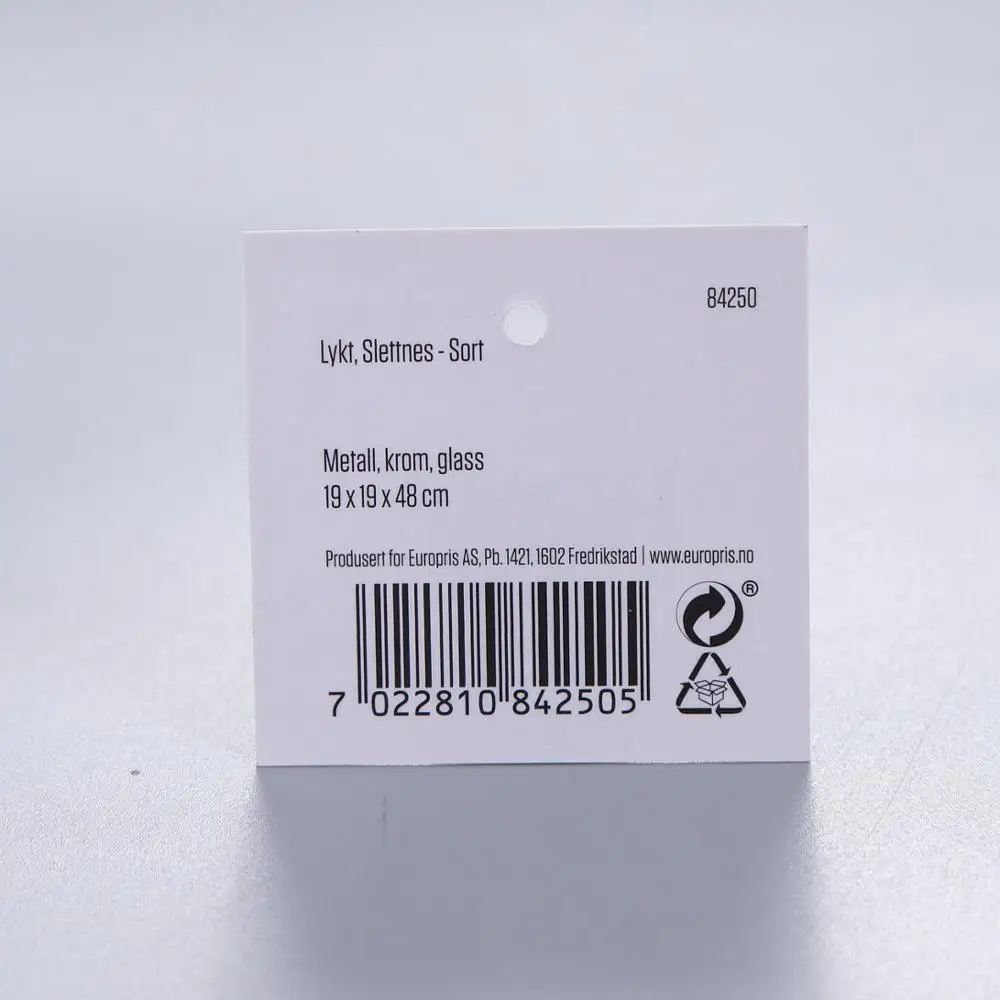 84250
Lykt, Slettnes - Sort
Metall, krom, glass
19 x 19 x 48 cm
Produsert for Europris AS, Pb. 1421, 1602 Fredrikstad | www.europris.no
®
7 022810 842505